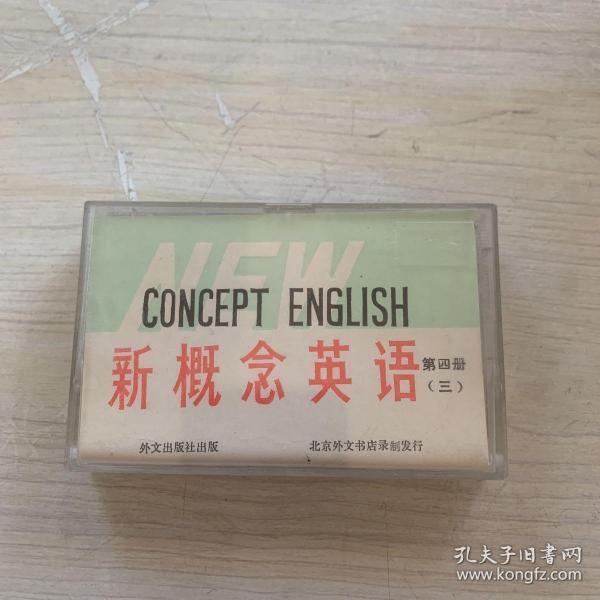 NEW
CONCEPT ENGLISH
新概念英语 第四册
（三）
外文出版社出版 北京外文书店录制发行
孔夫子旧书网
www.kongfz.com